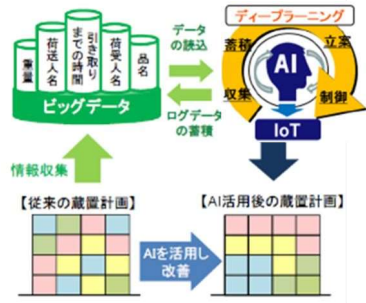 ディープラーニング
重量
荷送人名
引き取り
までの時間
荷受人名
品名
ビッグデータ
データ
の読込
ログデータ
の蓄積
蓄積
立案
AI
収集
制御
IoT
情報収集
【従来の蔵置計画】
【AI活用後の蔵置計画】
AIを活用し
改善